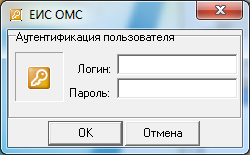 ЕИС ОМС
Аутентификация пользователя
Логин:
Пароль:
OK Отмена